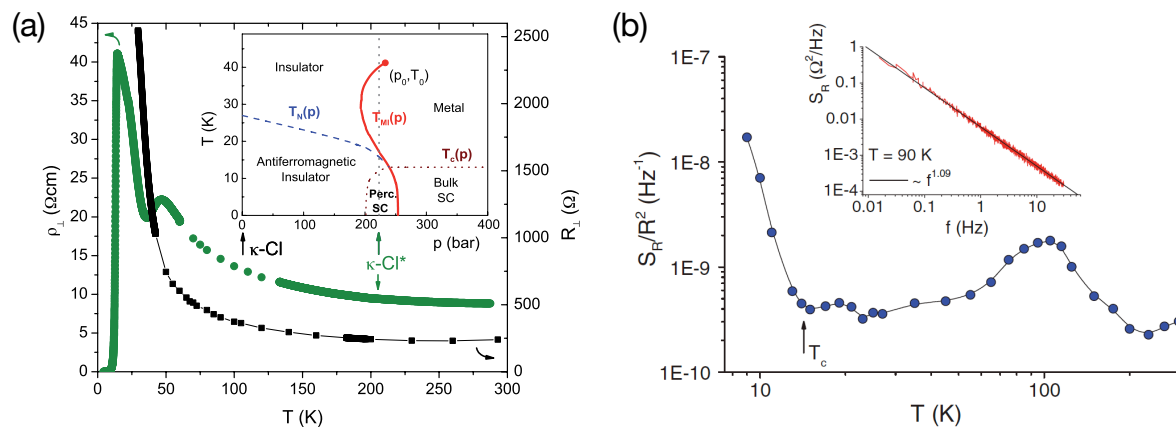 (a)
45
40
35
30
25
20
15
10
5
0
ρ⊥ (Ωcm)
0 50 100 150 200 250 300
T (K)
2500
2000
1500
1000
500
0
R⊥ (Ω)
κ-Cl
κ-Cl*
40
30
20
10
0
T (K)
0 100 200 300 400
p (bar)
Insulator
(p0,T0)
TN(p)
TMI(p)
Metal
Tc(p)
Antiferromagnetic
Insulator
Perc.
SC
Bulk
SC
(b)
1E-7
1E-8
1E-9
1E-10
SR/R² (Hz⁻¹)
10 100
T (K)
Tc
1
0.1
0.01
1E-3
1E-4
SR (Ω²/Hz)
T = 90 K
~ f^1.09
0.01 0.1 1 10
f (Hz)